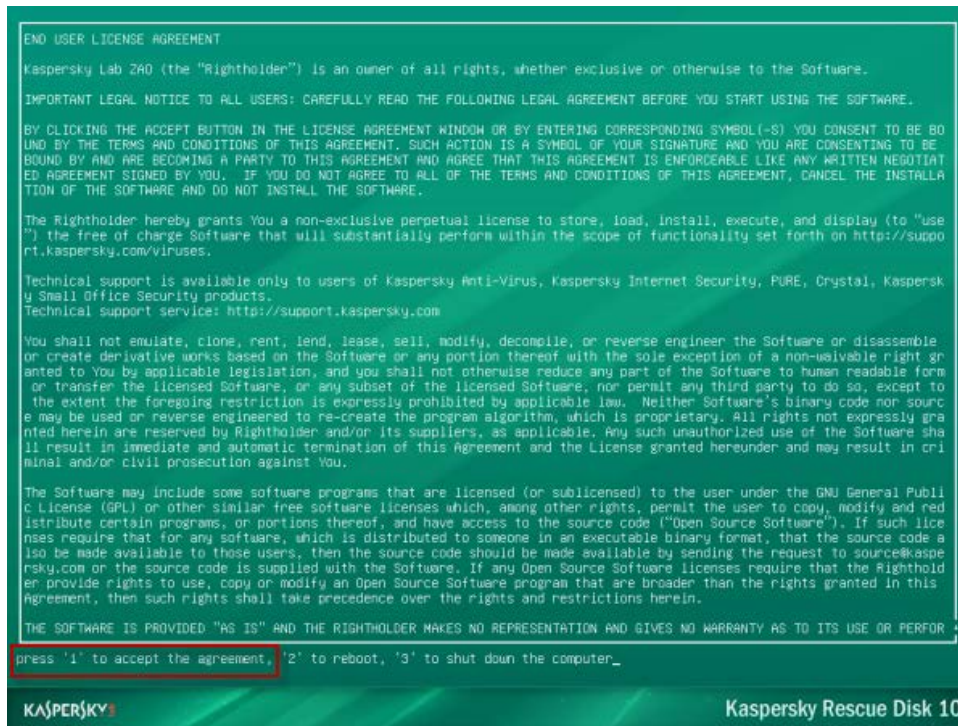 END USER LICENSE AGREEMENT
Kaspersky Lab ZAO (the “Rightholder”) is an owner of all rights, whether exclusive or otherwise to the Software.
IMPORTANT LEGAL NOTICE TO ALL USERS: CAREFULLY READ THE FOLLOWING LEGAL AGREEMENT BEFORE YOU START USING THE SOFTWARE.
BY CLICKING THE ACCEPT BUTTON IN THE LICENSE AGREEMENT WINDOW OR BY ENTERING CORRESPONDING SYMBOL(-S) YOU CONSENT TO BE BO
UND BY THE TERMS AND CONDITIONS OF THIS AGREEMENT. SUCH ACTION IS A SYMBOL OF YOUR SIGNATURE AND YOU ARE CONSENTING TO BE
BOUND BY AND ARE BECOMING A PARTY TO THIS AGREEMENT AND AGREE THAT THIS AGREEMENT IS ENFORCEABLE LIKE ANY WRITTEN NEGOTIAT
ED AGREEMENT SIGNED BY YOU. IF YOU DO NOT AGREE TO ALL OF THE TERMS AND CONDITIONS OF THIS AGREEMENT, CANCEL THE INSTALLA
TION OF THE SOFTWARE AND DO NOT INSTALL THE SOFTWARE.
The Rightholder hereby grants You a non-exclusive perpetual license to store, load, install, execute, and display (to "use
") the free of charge Software that will substantially perform within the scope of functionality set forth on http://suppo
rt.kaspersky.com/viruses.
Technical support is available only to users of Kaspersky Anti-Virus, Kaspersky Internet Security, PURE, Crystal, Kaspersk
y Small Office Security products.
Technical support service: http://support.kaspersky.com
You shall not emulate, clone, rent, lend, lease, sell, modify, decompile, or reverse engineer the Software or disassemble
or create derivative works based on the Software or any portion thereof with the sole exception of a non-waivable right gr
anted to You by applicable legislation, and you shall not otherwise reduce any part of the Software to human readable form
or transfer the licensed Software, or any subset of the licensed Software, nor permit any third party to do so, except to
the extent the foregoing restriction is expressly prohibited by applicable law. Neither Software's binary code nor sourc
e may be used or reverse engineered to re-create the program algorithm, which is proprietary. All rights not expressly gra
nted herein are reserved by Rightholder and/or its suppliers, as applicable. Any such unauthorized use of the Software sha
ll result in immediate and automatic termination of this Agreement and the License granted hereunder and may result in cri
minal and/or civil prosecution against You.
The Software may include some software programs that are licensed (or sublicensed) to the user under the GNU General Publi
c License (GPL) or other similar free software licenses which, among other rights, permit the user to copy, modify and red
istribute certain programs, or portions thereof, and have access to the source code (“Open Source Software”). If such lice
nses require that for any software, which is distributed to someone in an executable binary format, that the source code a
lso be made available to those users, then the source code should be made available by sending the request to source@kaspe
rsky.com or the source code is supplied with the Software. If any Open Source Software licenses require that the Righthold
er provide rights to use, copy or modify an Open Source Software program that are broader than the rights granted in this
Agreement, then such rights shall take precedence over the rights and restrictions herein.
THE SOFTWARE IS PROVIDED "AS IS" AND THE RIGHTHOLDER MAKES NO REPRESENTATION AND GIVES NO WARRANTY AS TO ITS USE OR PERFOR
press '1' to accept the agreement, '2' to reboot, '3' to shut down the computer_
KASPERSKY
Kaspersky Rescue Disk 10